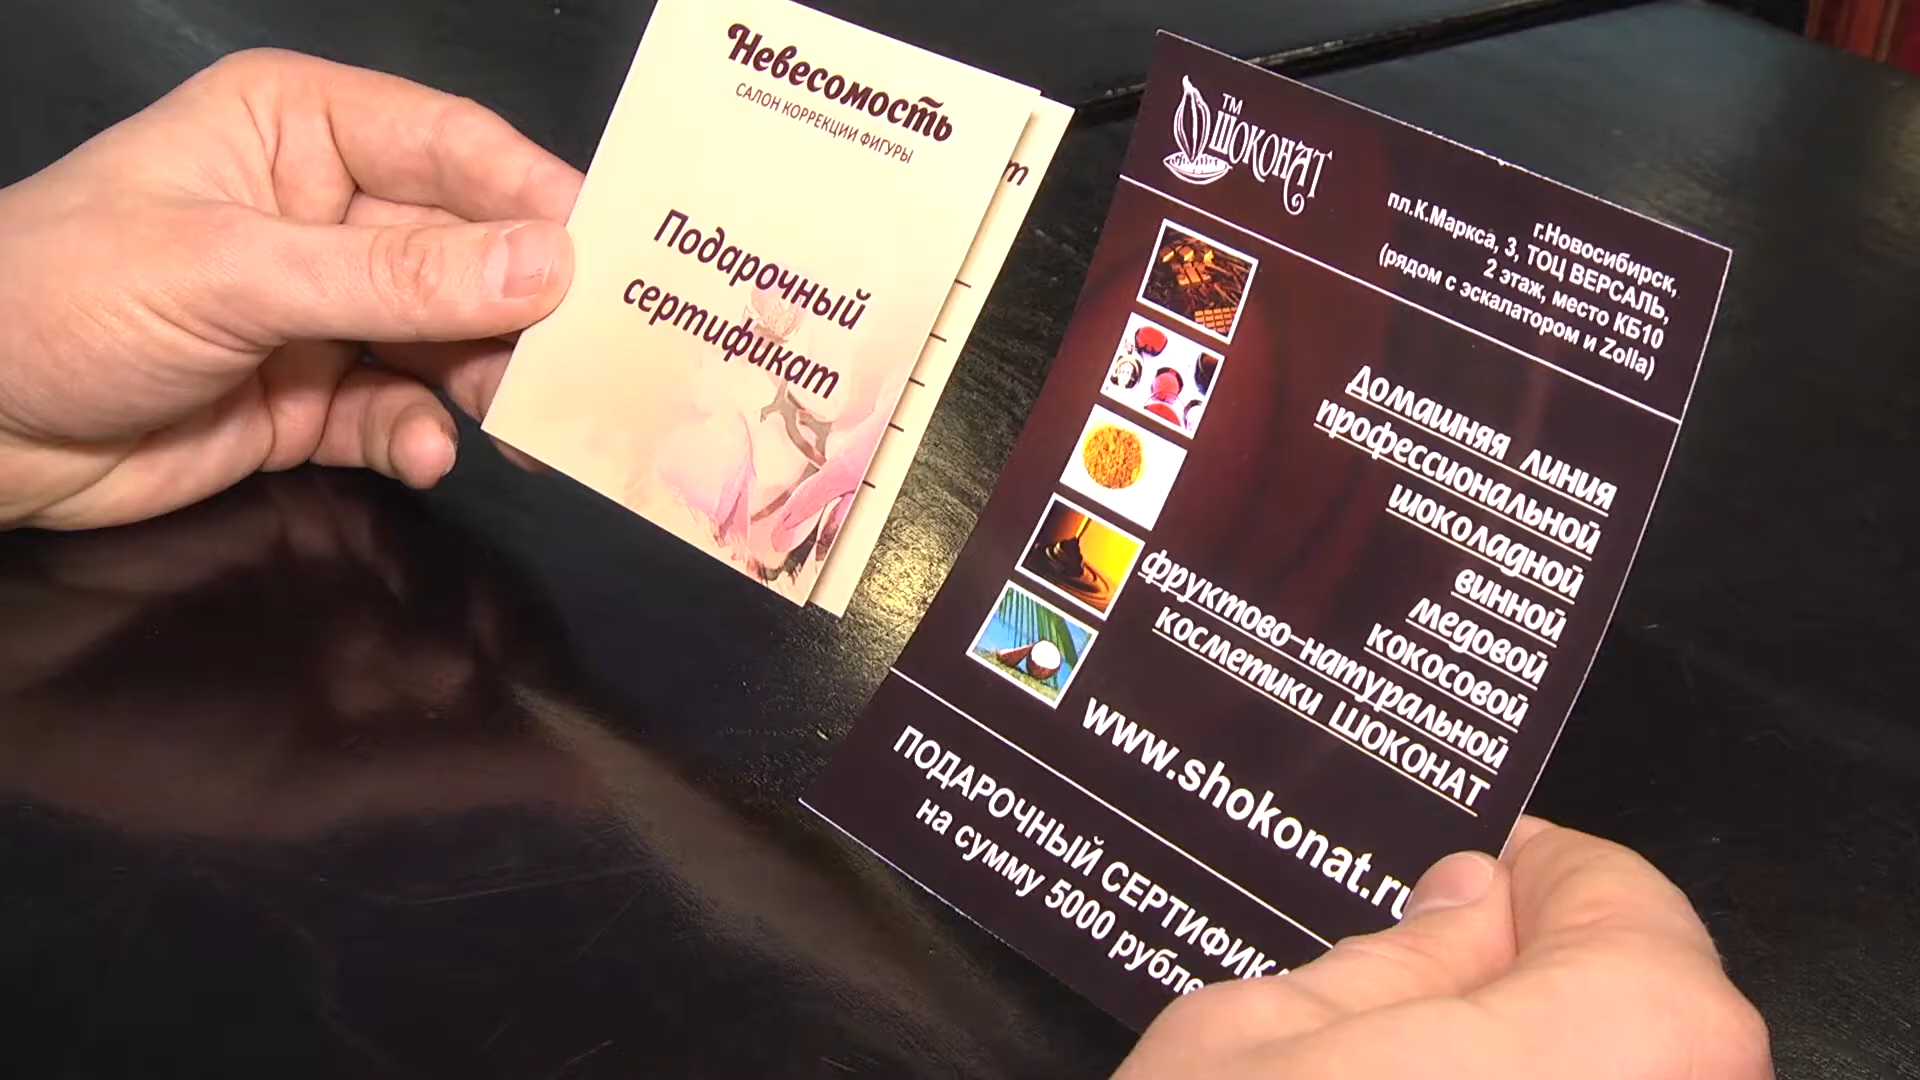 Невесомость
САЛОН КОРРЕКЦИИ ФИГУРЫ
Подарочный
сертификат
т
ТМ
ШОКОНАТ
г.Новосибирск,
пл.К.Маркса, 3, ТОЦ ВЕРСАЛЬ,
2 этаж, место КБ10
(рядом с эскалатором и Zolla)
Домашняя линия
профессиональной
шоколадной
винной
медовой
кокосовой
фруктово-натуральной
косметики ШОКОНАТ
www.shokonat.ru
ПОДАРОЧНЫЙ СЕРТИФИКА
на сумму 5000 рубле